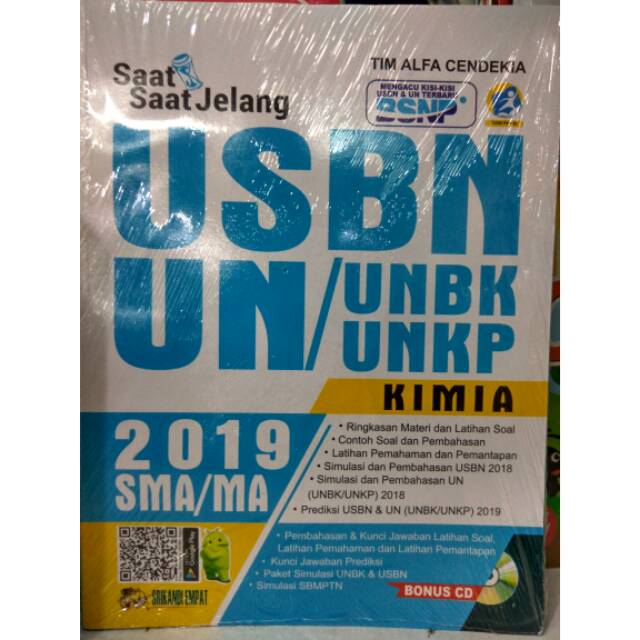 TIM ALFA CENDEKIA
Saat
Saat Jelang
MENGACU KISI-KISI
USBN & UN TERBARU
BSNP
USBN
UN/UNBK
UNKP
KIMIA
2019
SMA/MA
• Ringkasan Materi dan Latihan Soal
• Contoh Soal dan Pembahasan
• Latihan Pemahaman dan Pemantapan
• Simulasi dan Pembahasan USBN 2018
• Simulasi dan Pembahasan UN
(UNBK/UNKP) 2018
• Prediksi USBN & UN (UNBK/UNKP) 2019
• Pembahasan & Kunci Jawaban Latihan Soal,
Latihan Pemahaman dan Latihan Pemantapan
• Kunci Jawaban Prediksi
• Paket Simulasi UNBK & USBN
• Simulasi SBMPTN
Google Play
SRIKANDI EMPAT
BONUS CD